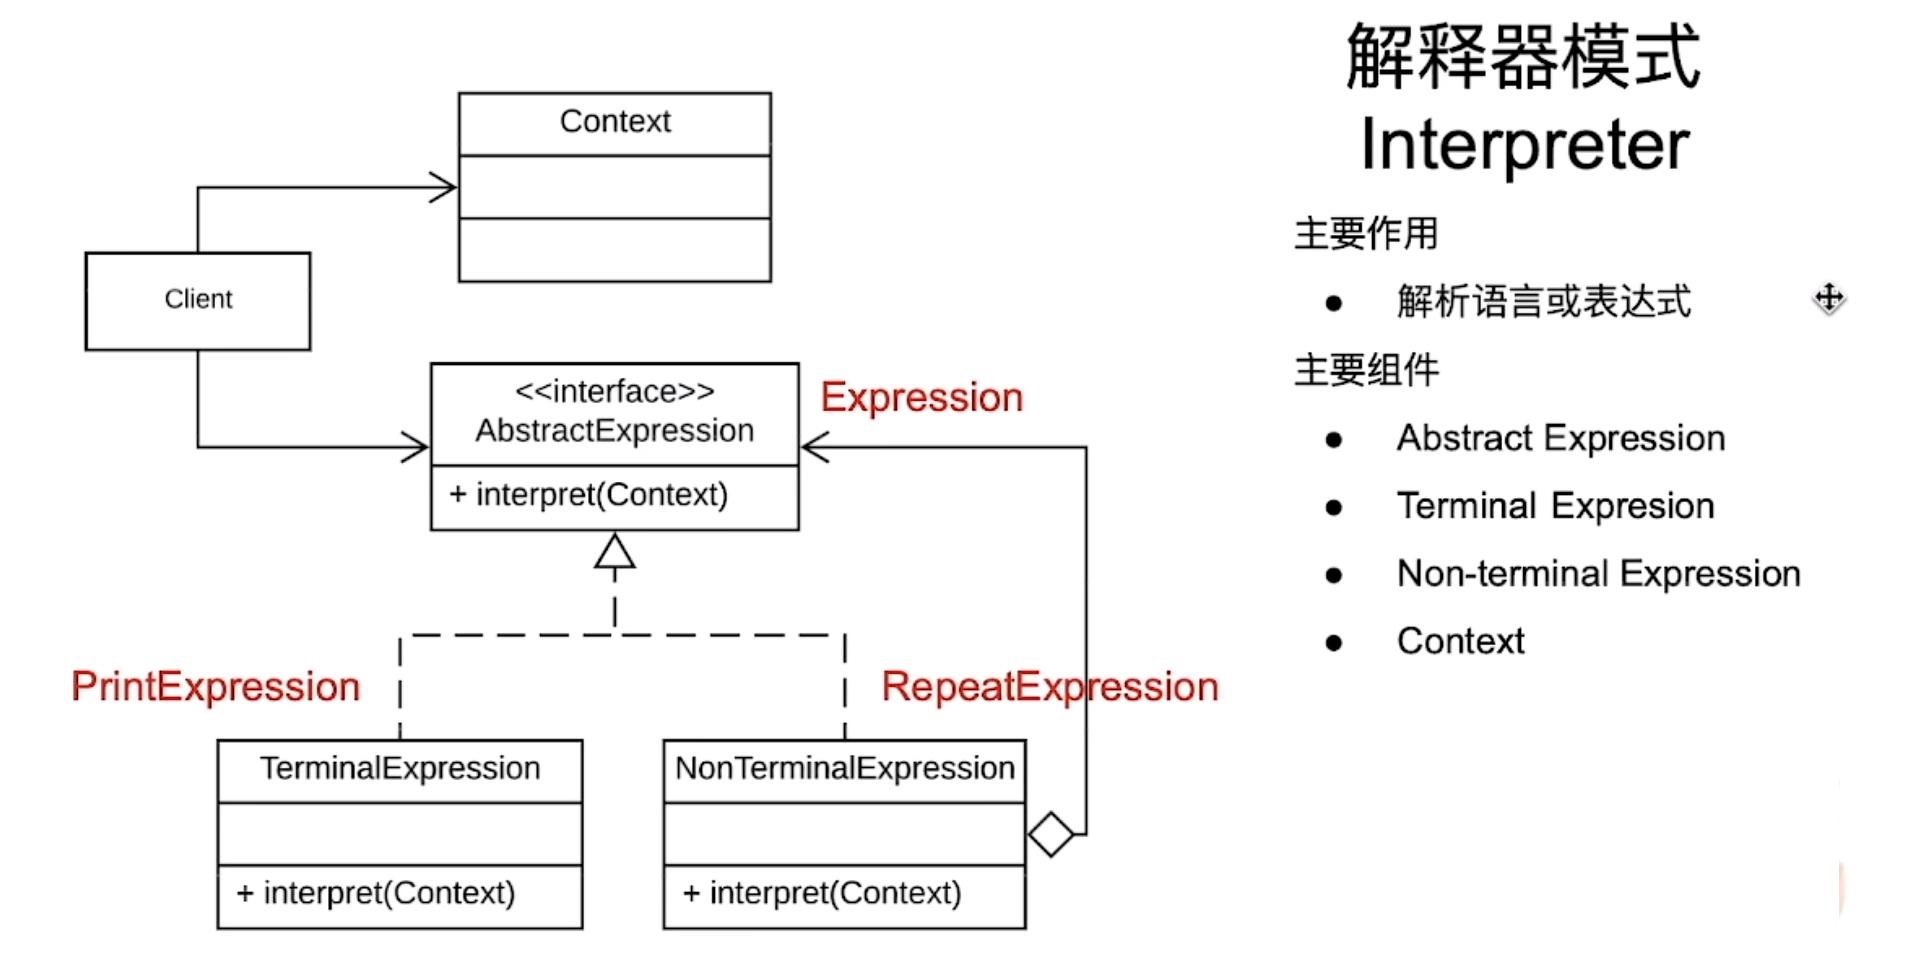 解释器模式
Interpreter
主要作用
● 解析语言或表达式
主要组件
● Abstract Expression
● Terminal Expresion
● Non-terminal Expression
● Context
Context
Client
<<interface>>
AbstractExpression
+ interpret(Context)
Expression
PrintExpression
RepeatExpression
TerminalExpression
+ interpret(Context)
NonTerminalExpression
+ interpret(Context)